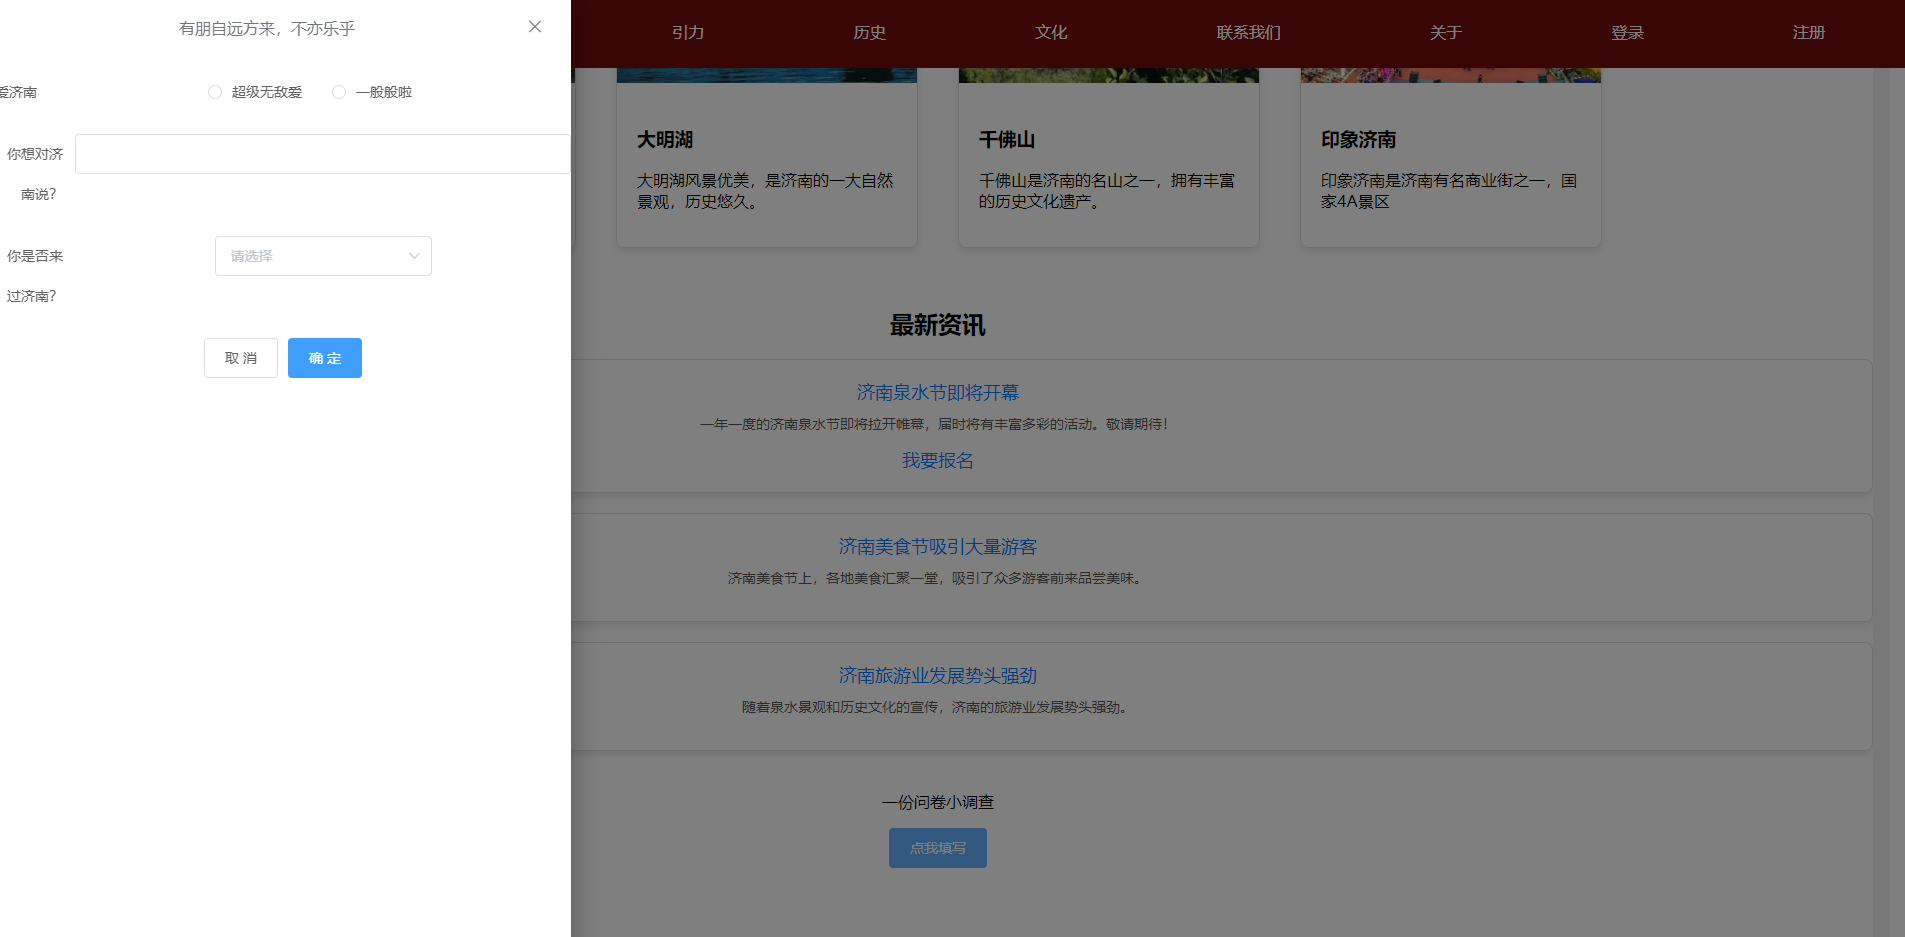 有朋自远方来，不亦乐乎
爱济南
超级无敌爱
一般般啦
你想对济
南说？
你是否来
过济南？
请选择
取 消
确 定
引力
历史
文化
联系我们
关于
登录
注册
大明湖
大明湖风景优美，是济南的一大自然
景观，历史悠久。
千佛山
千佛山是济南的名山之一，拥有丰富
的历史文化遗产。
印象济南
印象济南是济南有名商业街之一，国
家4A景区
最新资讯
济南泉水节即将开幕
一年一度的济南泉水节即将拉开帷幕，届时将有丰富多彩的活动。敬请期待！
我要报名
济南美食节吸引大量游客
济南美食节上，各地美食汇聚一堂，吸引了众多游客前来品尝美味。
济南旅游业发展势头强劲
随着泉水景观和历史文化的宣传，济南的旅游业发展势头强劲。
一份问卷小调查
点我填写